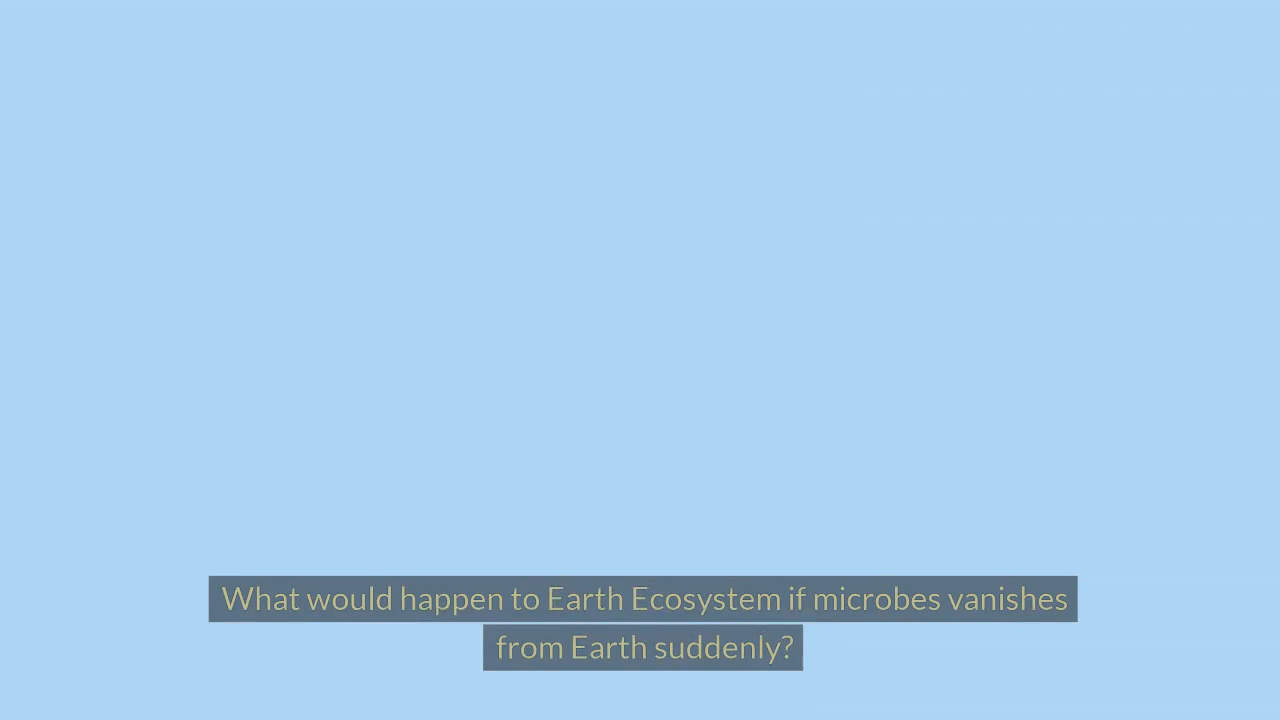 What would happen to Earth Ecosystem if microbes vanishes
from Earth suddenly?